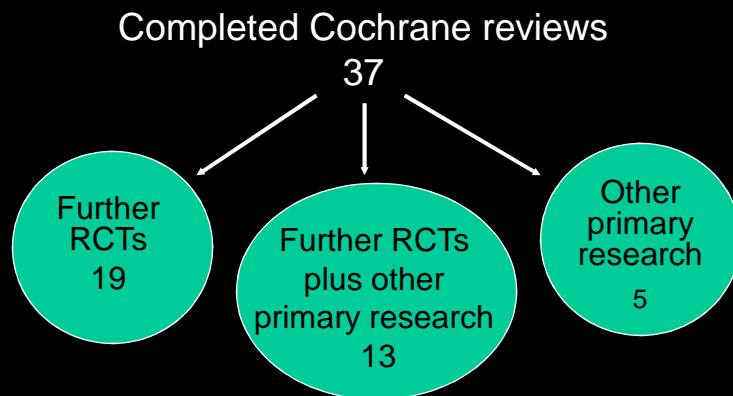 Completed Cochrane reviews
37
Further
RCTs
19
Further RCTs
plus other
primary research
13
Other
primary
research
5